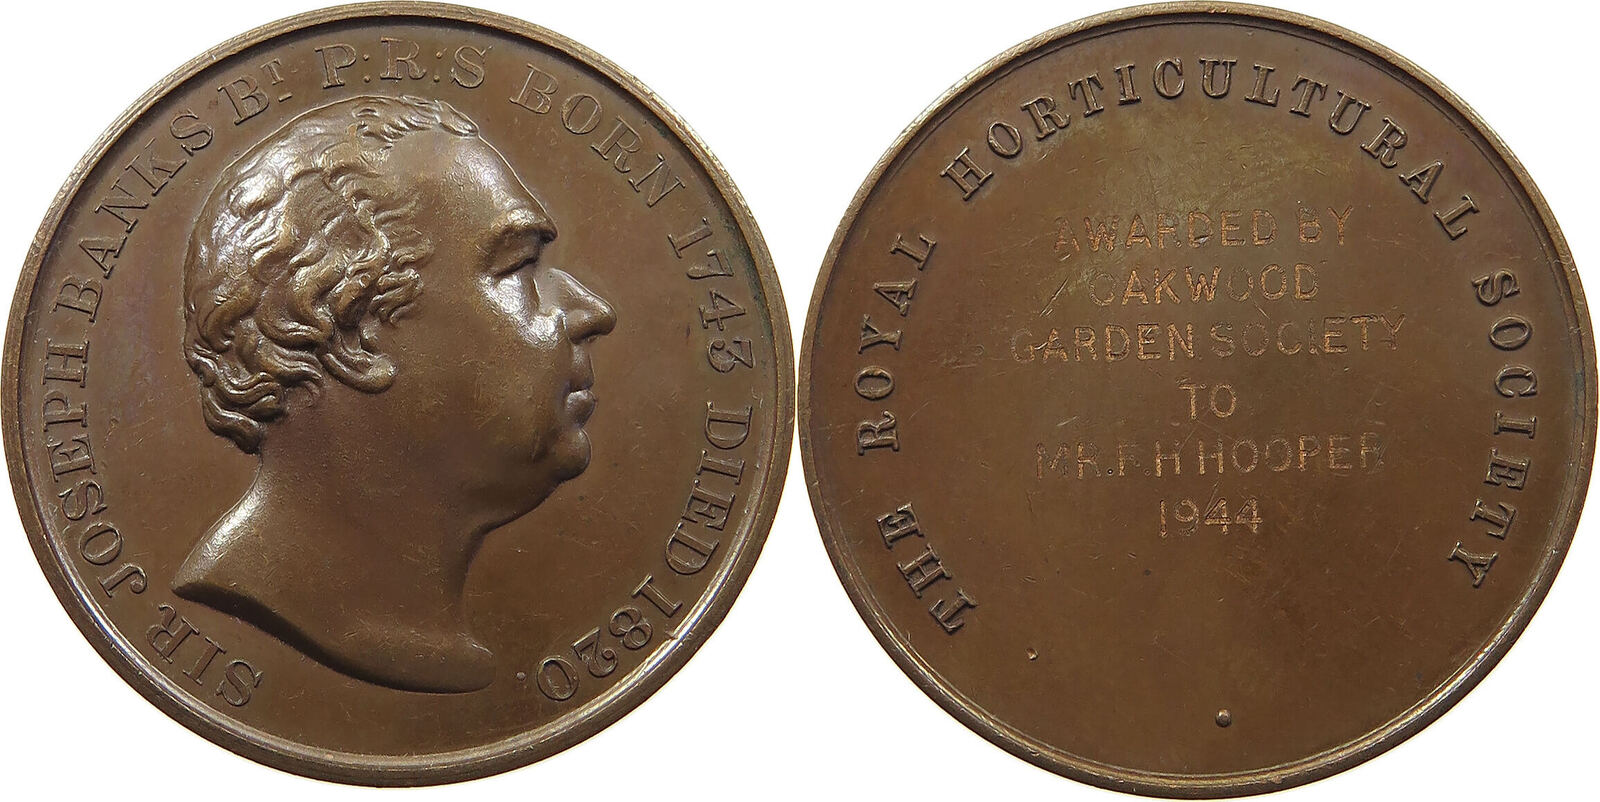 SIR JOSEPH BANKS Bᵀ P:R:S BORN 1743 DIED 1820.
THE ROYAL HORTICULTURAL SOCIETY
AWARDED BY
OAKWOOD
GARDEN SOCIETY
TO
MR.F.H HOOPER
1944